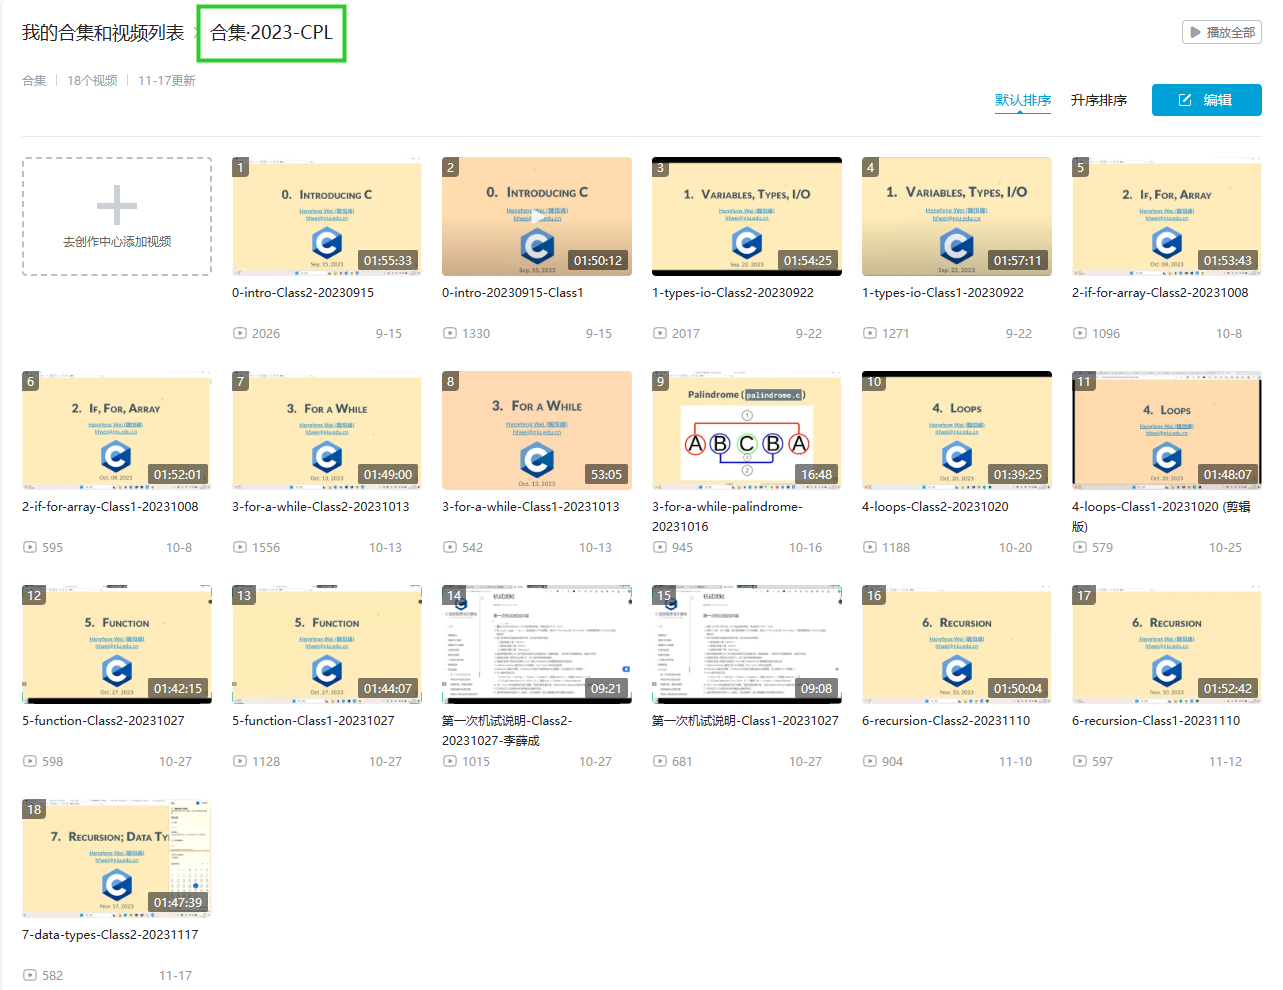 我的合集和视频列表 > 合集·2023-CPL
播放全部
合集 | 18个视频 | 11-17更新
默认排序 升序排序 编辑
去创作中心添加视频
1
0. INTRODUCING C
Hengfeng Wei (魏恒峰)
hfwei@nju.edu.cn
Sep. 15, 2023
01:55:33
0-intro-Class2-20230915
2026 9-15
2
0. INTRODUCING C
Hengfeng Wei (魏恒峰)
hfwei@nju.edu.cn
Sep. 15, 2023
01:50:12
0-intro-20230915-Class1
1330 9-15
3
1. VARIABLES, TYPES, I/O
Hengfeng Wei (魏恒峰)
hfwei@nju.edu.cn
Sep. 22, 2023
01:54:25
1-types-io-Class2-20230922
2017 9-22
4
1. VARIABLES, TYPES, I/O
Hengfeng Wei (魏恒峰)
hfwei@nju.edu.cn
Sep. 22, 2023
01:57:11
1-types-io-Class1-20230922
1271 9-22
5
2. IF, FOR, ARRAY
Hengfeng Wei (魏恒峰)
hfwei@nju.edu.cn
Oct. 08, 2023
01:53:43
2-if-for-array-Class2-20231008
1096 10-8
6
2. IF, FOR, ARRAY
Hengfeng Wei (魏恒峰)
hfwei@nju.edu.cn
Oct. 08, 2023
01:52:01
2-if-for-array-Class1-20231008
595 10-8
7
3. FOR A WHILE
Hengfeng Wei (魏恒峰)
hfwei@nju.edu.cn
Oct. 13, 2023
01:49:00
3-for-a-while-Class2-20231013
1556 10-13
8
3. FOR A WHILE
Hengfeng Wei (魏恒峰)
hfwei@nju.edu.cn
Oct. 13, 2023
53:05
3-for-a-while-Class1-20231013
542 10-13
9
Palindrome (palindrome.c)
1
A B C B A
3
2
16:48
3-for-a-while-palindrome-
20231016
945 10-16
10
4. LOOPS
Hengfeng Wei (魏恒峰)
hfwei@nju.edu.cn
Oct. 20, 2023
01:39:25
4-loops-Class2-20231020
1188 10-20
11
4. LOOPS
Hengfeng Wei (魏恒峰)
hfwei@nju.edu.cn
Oct. 20, 2023
01:48:07
4-loops-Class1-20231020 (剪辑
版)
579 10-25
12
5. FUNCTION
Hengfeng Wei (魏恒峰)
hfwei@nju.edu.cn
Oct. 27, 2023
01:42:15
5-function-Class2-20231027
598 10-27
13
5. FUNCTION
Hengfeng Wei (魏恒峰)
hfwei@nju.edu.cn
Oct. 27, 2023
01:44:07
5-function-Class1-20231027
1128 10-27
14
机试须知
09:21
第一次机试说明-Class2-
20231027-李薛成
1015 10-27
15
机试须知
09:08
第一次机试说明-Class1-20231027
681 10-27
16
6. RECURSION
Hengfeng Wei (魏恒峰)
hfwei@nju.edu.cn
Nov. 10, 2023
01:50:04
6-recursion-Class2-20231110
904 11-10
17
6. RECURSION
Hengfeng Wei (魏恒峰)
hfwei@nju.edu.cn
Nov. 10, 2023
01:52:42
6-recursion-Class1-20231110
597 11-12
18
7. RECURSION; DATA TY
Hengfeng Wei (魏恒峰)
hfwei@nju.edu.cn
Nov. 17, 2023
01:47:39
7-data-types-Class2-20231117
582 11-17